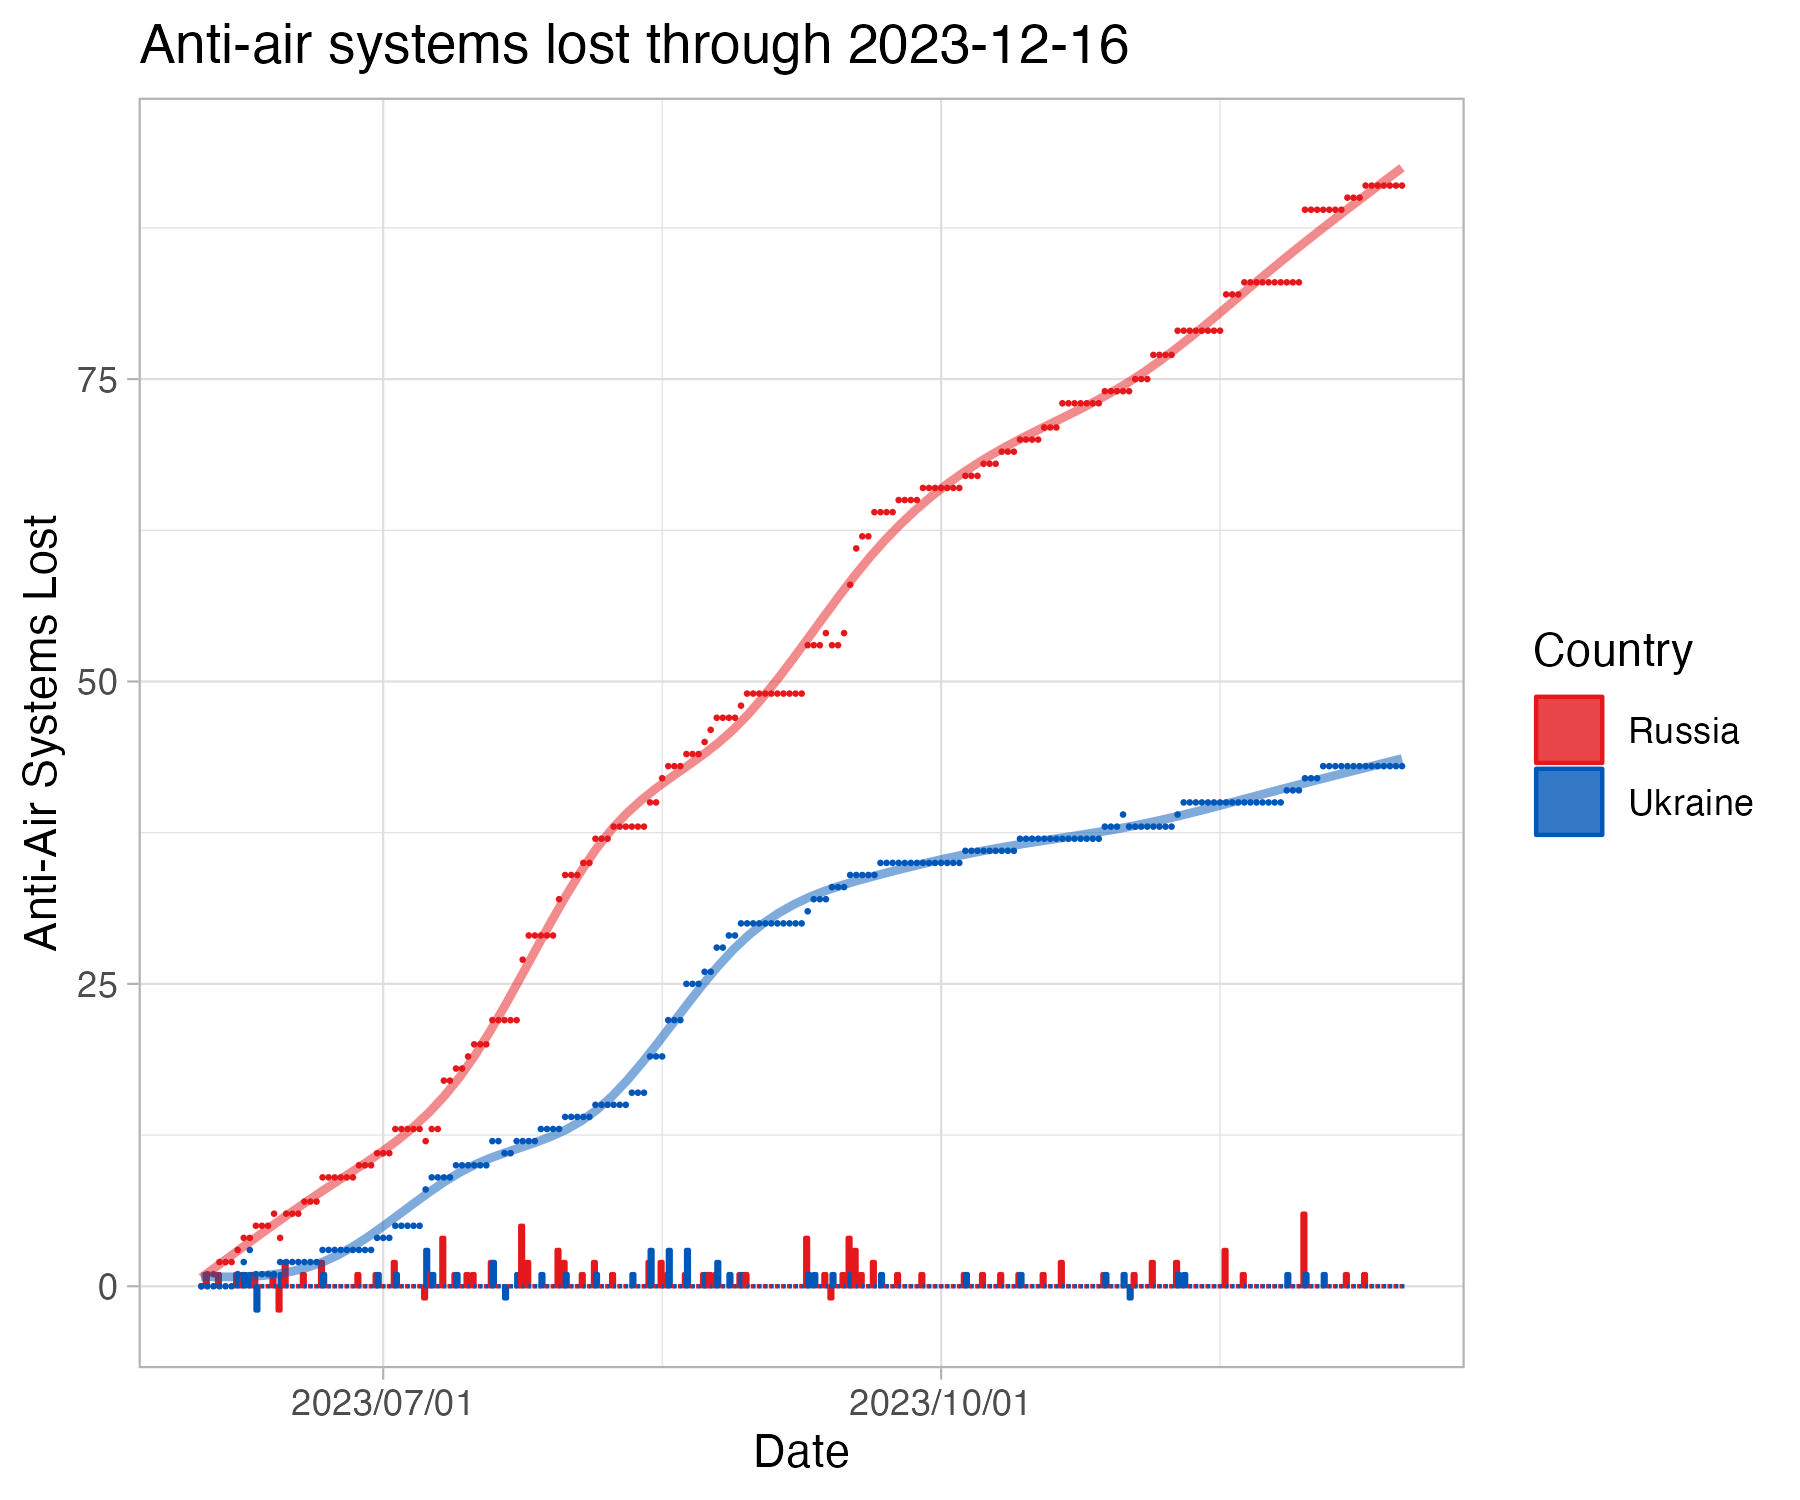 Anti-air systems lost through 2023-12-16
Anti-Air Systems Lost
75
50
25
0
2023/07/01
2023/10/01
Date
Country
Russia
Ukraine